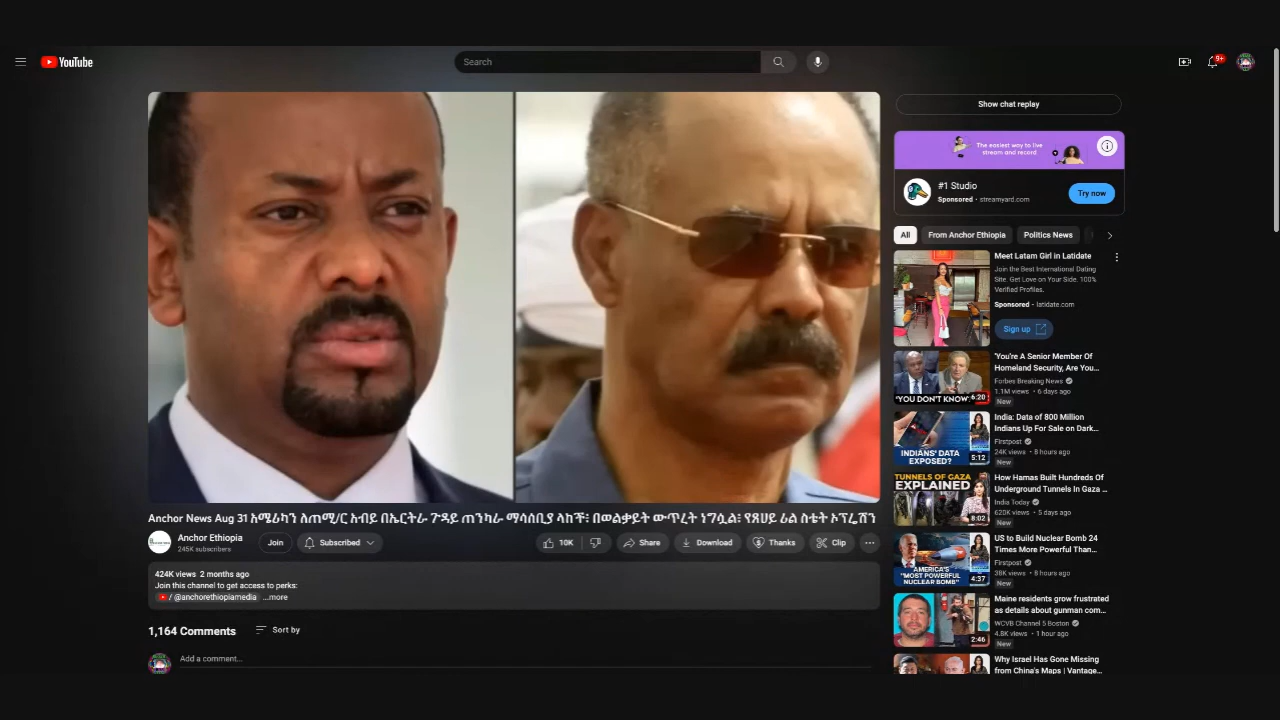 YouTube
Search
9+
Show chat replay
The easiest way to live
stream and record
#1 Studio
Sponsored · streamyard.com
Try now
All
From Anchor Ethiopia
Politics News
Meet Latam Girl in Latidate
Join the Best International Dating
Site. Get Love on Your Side. 100%
Verified Profiles.
Sponsored · latidate.com
Sign up
'You're A Senior Member Of
Homeland Security, Are You...
Forbes Breaking News
1.1M views · 6 days ago
New
'YOU DON'T KNOW'
6:20
India: Data of 800 Million
Indians Up For Sale on Dark...
Firstpost
24K views · 8 hours ago
New
INDIANS' DATA
EXPOSED?
5:12
How Hamas Built Hundreds Of
Underground Tunnels In Gaza ...
India Today
620K views · 5 days ago
New
TUNNELS OF GAZA
EXPLAINED
8:02
US to Build Nuclear Bomb 24
Times More Powerful Than...
Firstpost
38K views · 8 hours ago
New
AMERICA'S
"MOST POWERFUL
NUCLEAR BOMB"
4:37
Maine residents grow frustrated
as details about gunman com...
WCVB Channel 5 Boston
4.8K views · 1 hour ago
New
2:46
Why Israel Has Gone Missing
from China's Maps | Vantage...
Anchor News Aug 31 አሜሪካን ለጠሚ/ር አብይ በኤርትራ ጉዳይ ጠንካራ ማሳሰቢያ ላከች፣ በወልቃይት ውጥረት ነግሷል፣ የጸሀይ ሪል ስቴት ኦፕሬሽን
Anchor Ethiopia
245K subscribers
Join
Subscribed
10K
Share
Download
Thanks
Clip
424K views 2 months ago
Join this channel to get access to perks:
/ @anchorethiopiamedia ...more
1,164 Comments
Sort by
Add a comment...